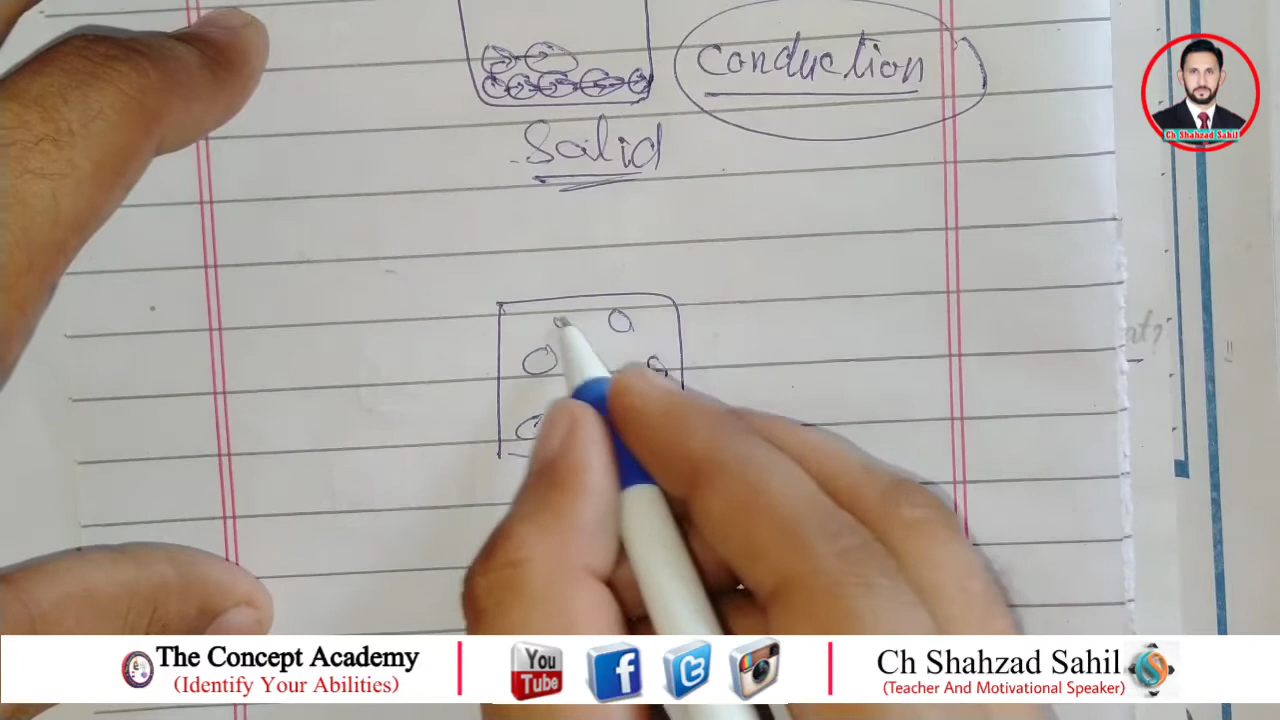 conduction
Solid
Ch Shahzad Sahil
The Concept Academy
(Identify Your Abilities)
You
Tube
Ch Shahzad Sahil
(Teacher And Motivational Speaker)